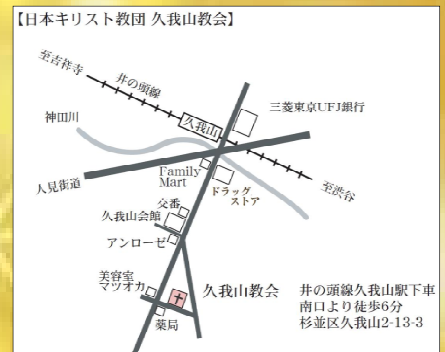 【日本キリスト教団 久我山教会】
至吉祥寺
井の頭線
三菱東京UFJ銀行
神田川
久我山
Family
Mart
至渋谷
人見街道
ドラッグ
ストア
交番
久我山会館
アンローゼ
美容室
マツオカ
久我山教会
井の頭線久我山駅下車
南口より徒歩6分
杉並区久我山2-13-3
薬局